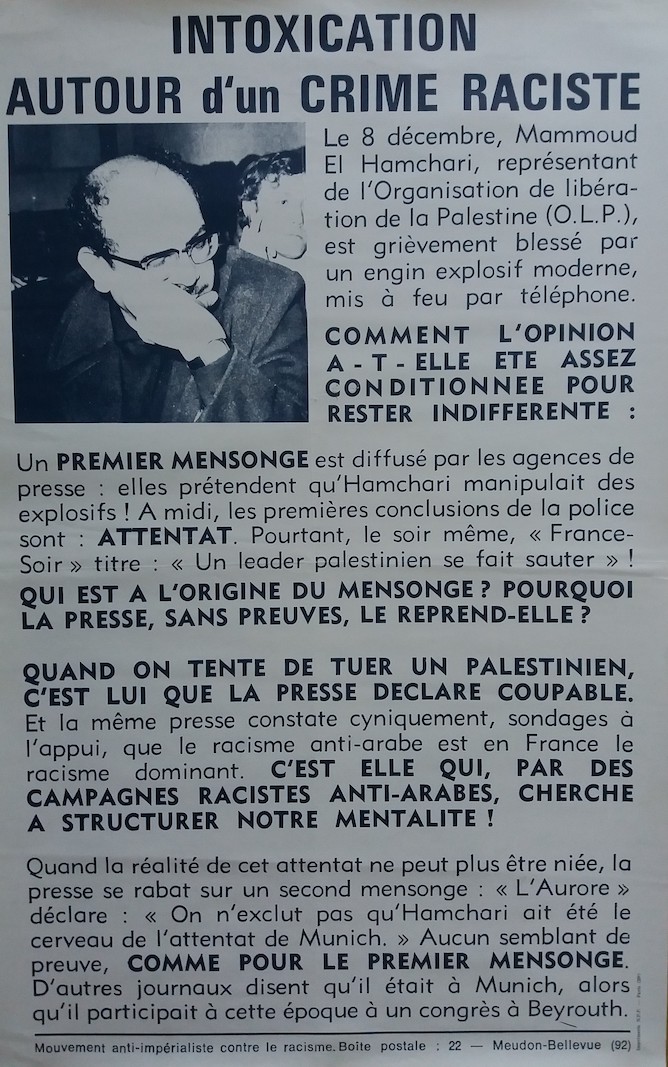 INTOXICATION
AUTOUR d'un CRIME RACISTE
Le 8 décembre, Mammoud
El Hamchari, représentant
de l'Organisation de libéra-
tion de la Palestine (O.L.P.),
est grièvement blessé par
un engin explosif moderne,
mis à feu par téléphone.
COMMENT L'OPINION
A - T - ELLE ETE ASSEZ
CONDITIONNEE POUR
RESTER INDIFFERENTE :
Un PREMIER MENSONGE est diffusé par les agences de
presse : elles prétendent qu'Hamchari manipulait des
explosifs ! A midi, les premières conclusions de la police
sont : ATTENTAT. Pourtant, le soir même, « France-
Soir » titre : « Un leader palestinien se fait sauter » !
QUI EST A L'ORIGINE DU MENSONGE ? POURQUOI
LA PRESSE, SANS PREUVES, LE REPREND-ELLE ?
QUAND ON TENTE DE TUER UN PALESTINIEN,
C'EST LUI QUE LA PRESSE DECLARE COUPABLE.
Et la même presse constate cyniquement, sondages à
l'appui, que le racisme anti-arabe est en France le
racisme dominant. C'EST ELLE QUI, PAR DES
CAMPAGNES RACISTES ANTI-ARABES, CHERCHE
A STRUCTURER NOTRE MENTALITE !
Quand la réalité de cet attentat ne peut plus être niée, la
presse se rabat sur un second mensonge : « L'Aurore »
déclare : « On n'exclut pas qu'Hamchari ait été le
cerveau de l'attentat de Munich. » Aucun semblant de
preuve, COMME POUR LE PREMIER MENSONGE.
D'autres journaux disent qu'il était à Munich, alors
qu'il participait à cette époque à un congrès à Beyrouth.
Mouvement anti-impérialiste contre le racisme. Boîte postale : 22 — Meudon-Bellevue (92)